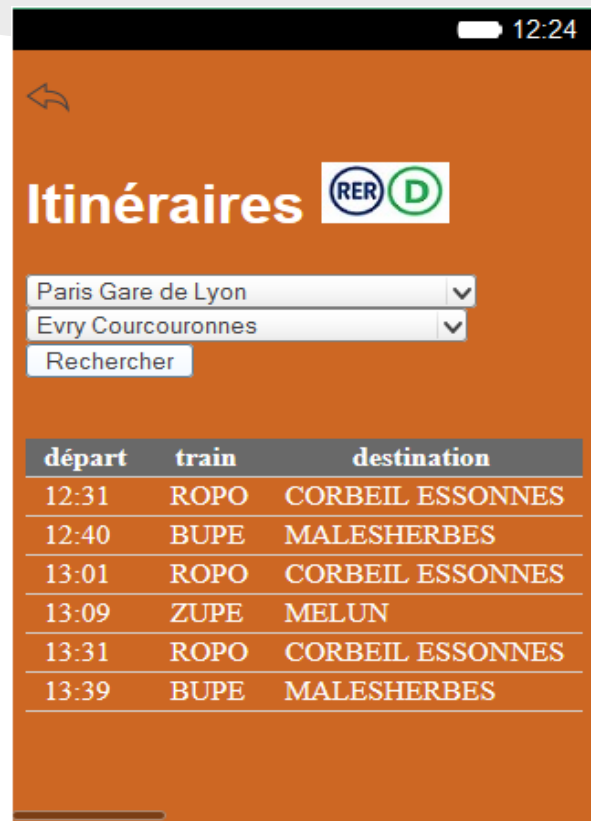 12:24
Itinéraires RER D
Paris Gare de Lyon
Evry Courcouronnes
Rechercher
départ train destination
12:31 ROPO CORBEIL ESSONNES
12:40 BUPE MALESHERBES
13:01 ROPO CORBEIL ESSONNES
13:09 ZUPE MELUN
13:31 ROPO CORBEIL ESSONNES
13:39 BUPE MALESHERBES